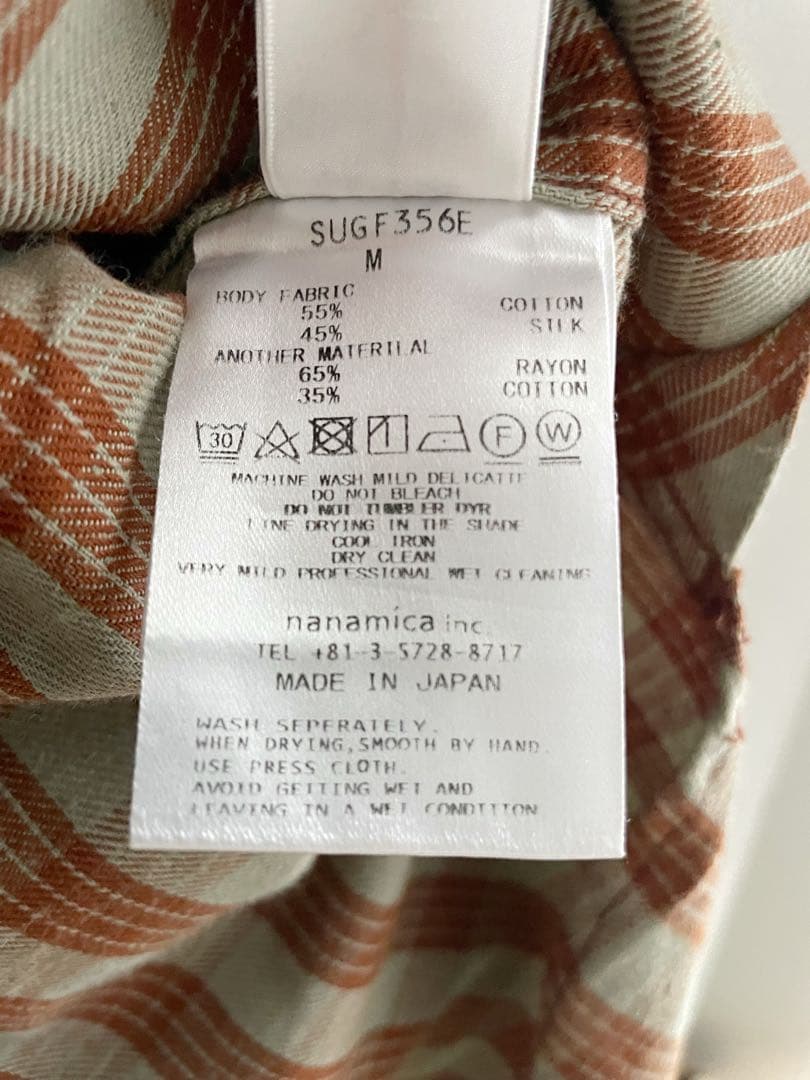 SUGF356E
M
BODY FABRIC
55% COTTON
45% SILK
ANOTHER MATERILAL
65% RAYON
35% COTTON
30 F W
MACHINE WASH MILD DELICATTE
DO NOT BLEACH
DO NOT TUMBLER DYR
LINE DRYING IN THE SHADE
COOL IRON
DRY CLEAN
VERY MILD PROFESSIONAL WET CLEANING
nanamica inc.
TEL +81-3-5728-8717
MADE IN JAPAN
WASH SEPERATELY.
WHEN DRYING,SMOOTH BY HAND.
USE PRESS CLOTH.
AVOID GETTING WET AND
LEAVING IN A WET CONDITION